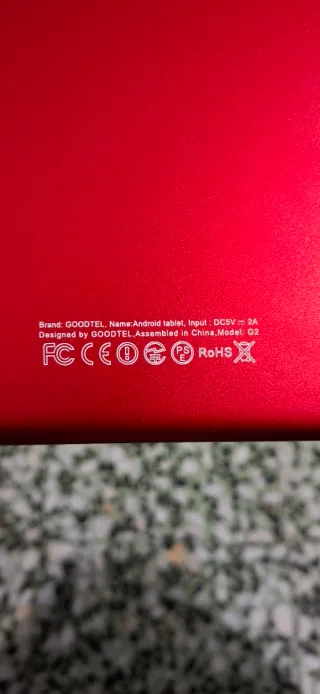 Brand: GOODTEL, Name:Android tablet, Input : DC5V ⎓ 2A
Designed by GOODTEL,Assembled in China,Model: G2
FC CE PSE RoHS